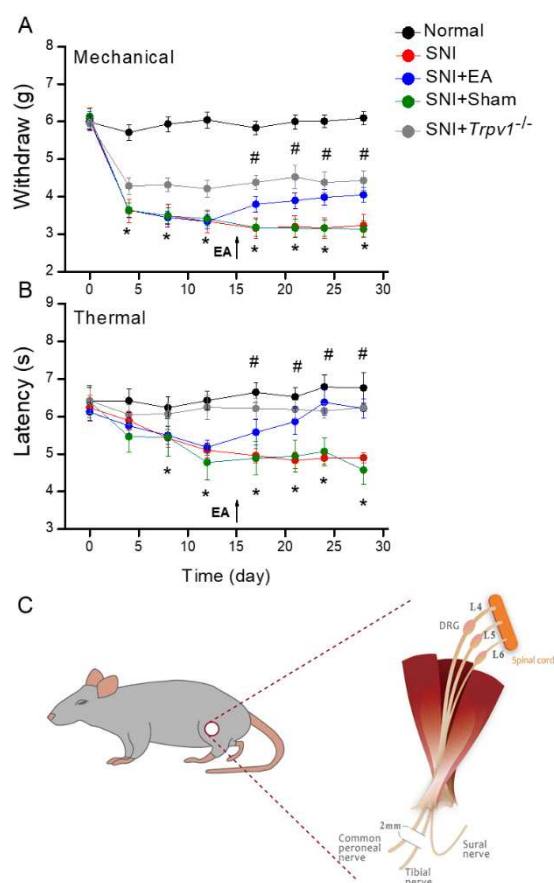 A
Mechanical
Withdraw (g)
7
6
5
4
3
2
# # # #
* * * * * * *
EA
0 5 10 15 20 25 30
Normal
SNI
SNI+EA
SNI+Sham
SNI+Trpv1-/-
B
Thermal
Latency (s)
7
6
5
4
3
# # # #
* * * * * *
EA
0 5 10 15 20 25 30
Time (day)
C
L4
DRG
L5
L6
Spinal cord
2mm
Common
peroneal
nerve
Tibial
nerve
Sural
nerve